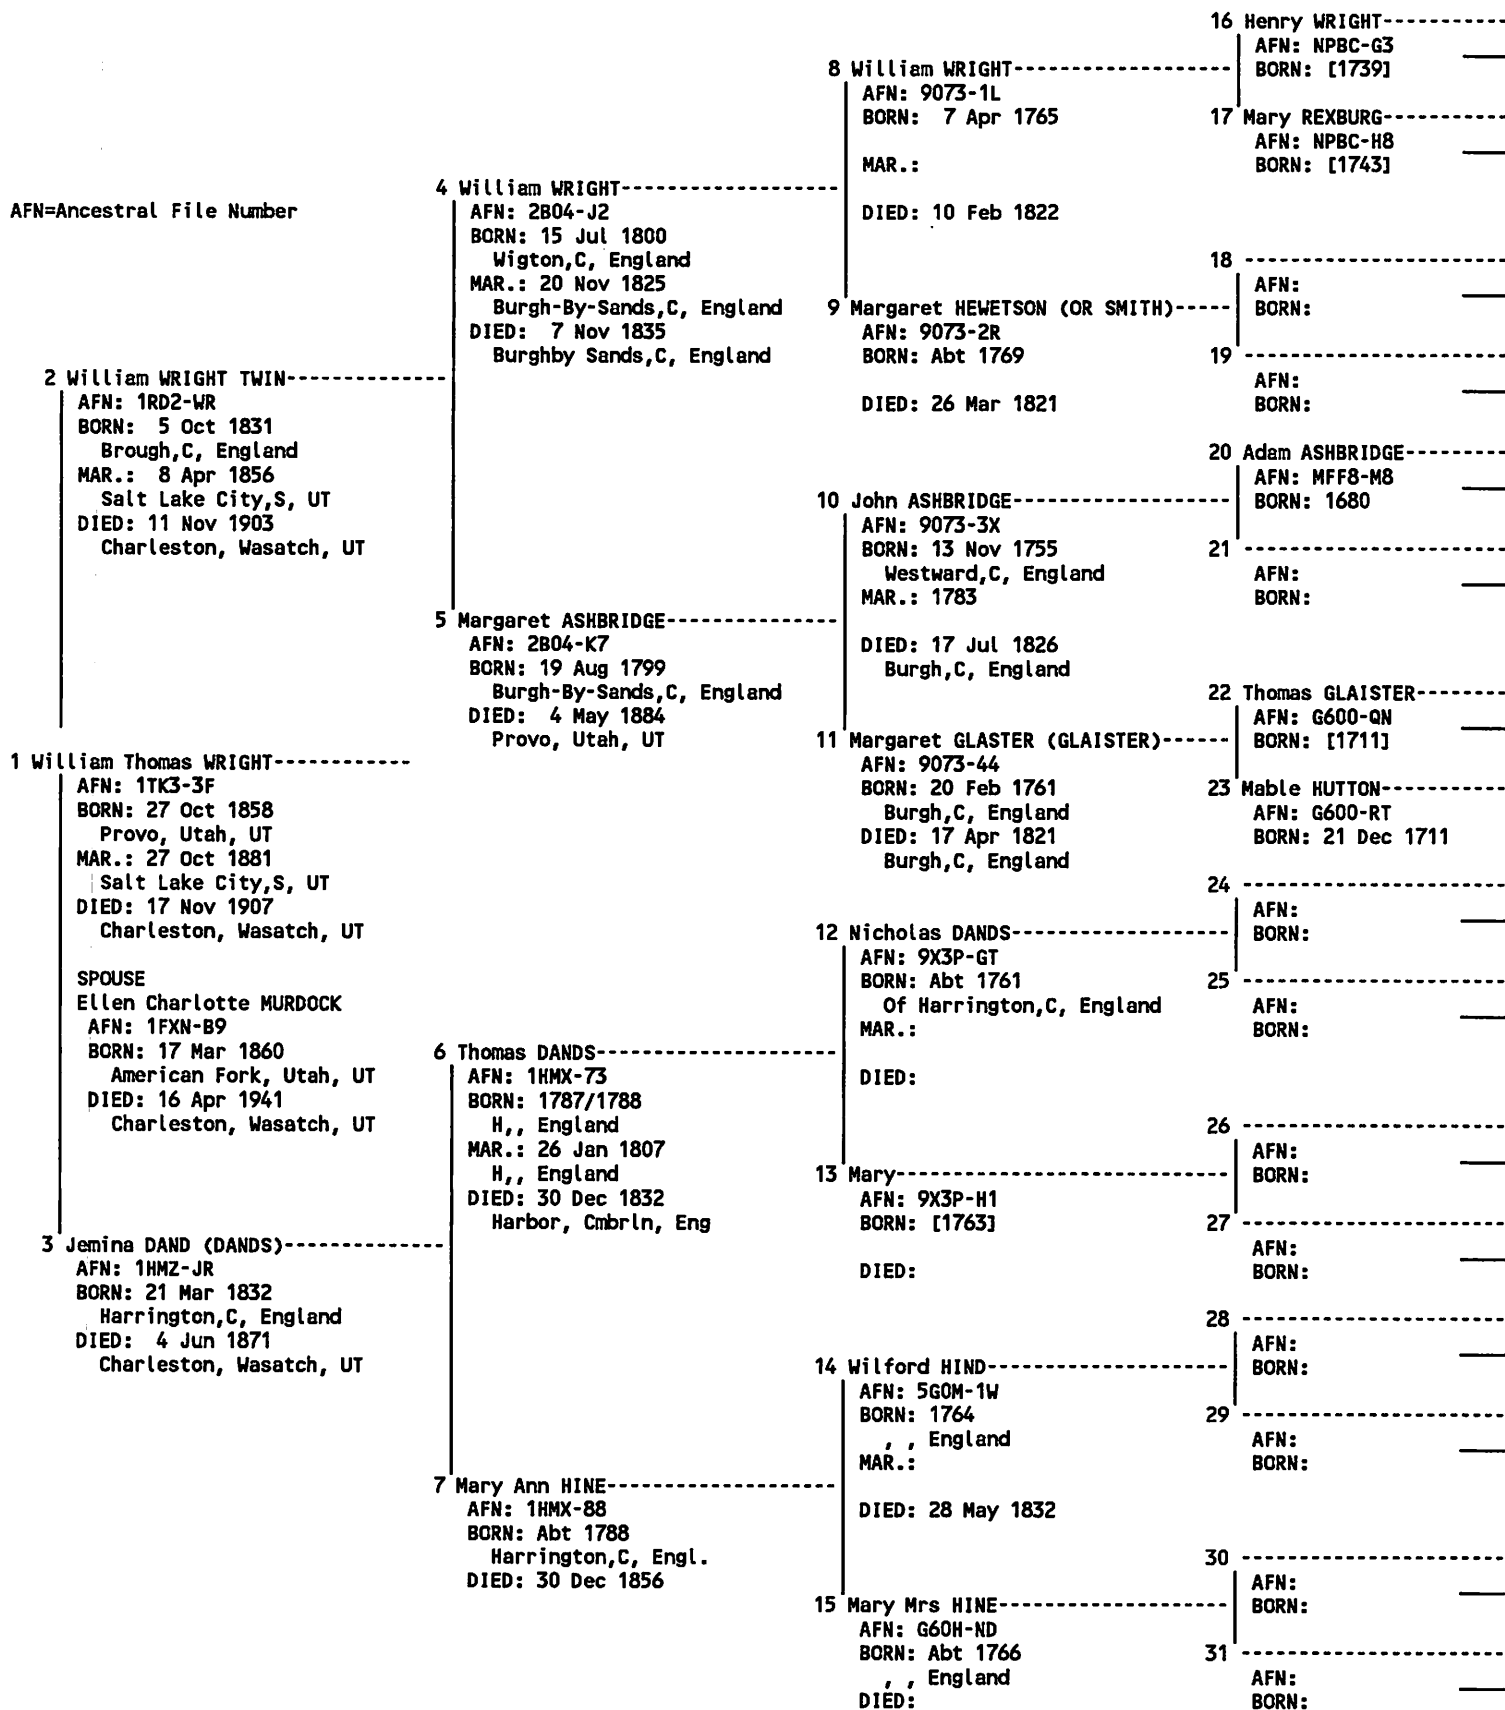 AFN=Ancestral File Number
1 William Thomas WRIGHT------------
AFN: 1TK3-3F
BORN: 27 Oct 1858
Provo, Utah, UT
MAR.: 27 Oct 1881
Salt Lake City,S, UT
DIED: 17 Nov 1907
Charleston, Wasatch, UT
SPOUSE
Ellen Charlotte MURDOCK
AFN: 1FXN-B9
BORN: 17 Mar 1860
American Fork, Utah, UT
DIED: 16 Apr 1941
Charleston, Wasatch, UT
2 William WRIGHT TWIN--------------
AFN: 1RD2-WR
BORN: 5 Oct 1831
Brough,C, England
MAR.: 8 Apr 1856
Salt Lake City,S, UT
DIED: 11 Nov 1903
Charleston, Wasatch, UT
3 Jemina DAND (DANDS)--------------
AFN: 1HMZ-JR
BORN: 21 Mar 1832
Harrington,C, England
DIED: 4 Jun 1871
Charleston, Wasatch, UT
4 William WRIGHT-------------------
AFN: 2B04-J2
BORN: 15 Jul 1800
Wigton,C, England
MAR.: 20 Nov 1825
Burgh-By-Sands,C, England
DIED: 7 Nov 1835
Burghby Sands,C, England
5 Margaret ASHBRIDGE---------------
AFN: 2B04-K7
BORN: 19 Aug 1799
Burgh-By-Sands,C, England
DIED: 4 May 1884
Provo, Utah, UT
6 Thomas DANDS---------------------
AFN: 1HMX-73
BORN: 1787/1788
H,, England
MAR.: 26 Jan 1807
H,, England
DIED: 30 Dec 1832
Harbor, Cmbrln, Eng
7 Mary Ann HINE--------------------
AFN: 1HMX-88
BORN: Abt 1788
Harrington,C, Engl.
DIED: 30 Dec 1856
8 William WRIGHT-------------------
AFN: 9073-1L
BORN: 7 Apr 1765
MAR.:
DIED: 10 Feb 1822
9 Margaret HEWETSON (OR SMITH)-----
AFN: 9073-2R
BORN: Abt 1769
DIED: 26 Mar 1821
10 John ASHBRIDGE-------------------
AFN: 9073-3X
BORN: 13 Nov 1755
Westward,C, England
MAR.: 1783
DIED: 17 Jul 1826
Burgh,C, England
11 Margaret GLASTER (GLAISTER)------
AFN: 9073-44
BORN: 20 Feb 1761
Burgh,C, England
DIED: 17 Apr 1821
Burgh,C, England
12 Nicholas DANDS-------------------
AFN: 9X3P-GT
BORN: Abt 1761
Of Harrington,C, England
MAR.:
DIED:
13 Mary-----------------------------
AFN: 9X3P-H1
BORN: [1763]
DIED:
14 Wilford HIND---------------------
AFN: 5G0M-1W
BORN: 1764
, , England
MAR.:
DIED: 28 May 1832
15 Mary Mrs HINE--------------------
AFN: G60H-ND
BORN: Abt 1766
, , England
DIED:
16 Henry WRIGHT-----------
AFN: NPBC-G3
BORN: [1739]
17 Mary REXBURG-----------
AFN: NPBC-H8
BORN: [1743]
18 -----------------------
AFN:
BORN:
19 -----------------------
AFN:
BORN:
20 Adam ASHBRIDGE---------
AFN: MFF8-M8
BORN: 1680
21 -----------------------
AFN:
BORN:
22 Thomas GLAISTER--------
AFN: G600-QN
BORN: [1711]
23 Mable HUTTON-----------
AFN: G600-RT
BORN: 21 Dec 1711
24 -----------------------
AFN:
BORN:
25 -----------------------
AFN:
BORN:
26 -----------------------
AFN:
BORN:
27 -----------------------
AFN:
BORN:
28 -----------------------
AFN:
BORN:
29 -----------------------
AFN:
BORN:
30 -----------------------
AFN:
BORN:
31 -----------------------
AFN:
BORN: